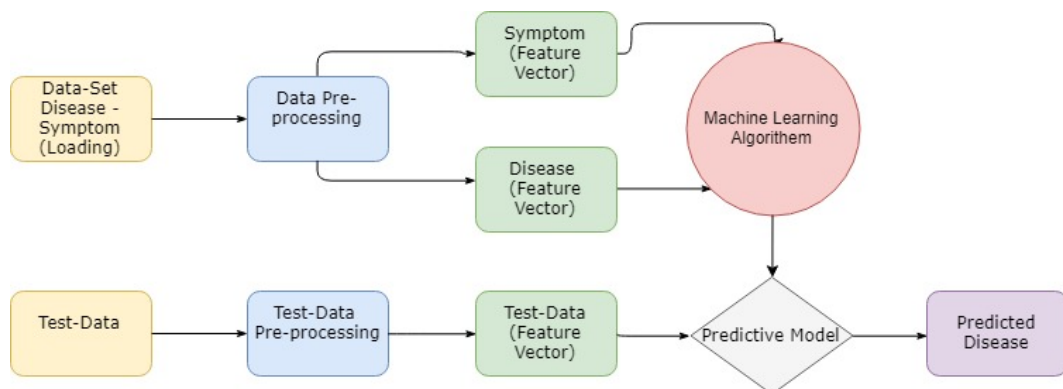 Data-Set
Disease -
Symptom
(Loading)
Data Pre-
processing
Symptom
(Feature
Vector)
Disease
(Feature
Vector)
Machine Learning
Algorithem
Test-Data
Test-Data
Pre-processing
Test-Data
(Feature
Vector)
Predictive Model
Predicted
Disease